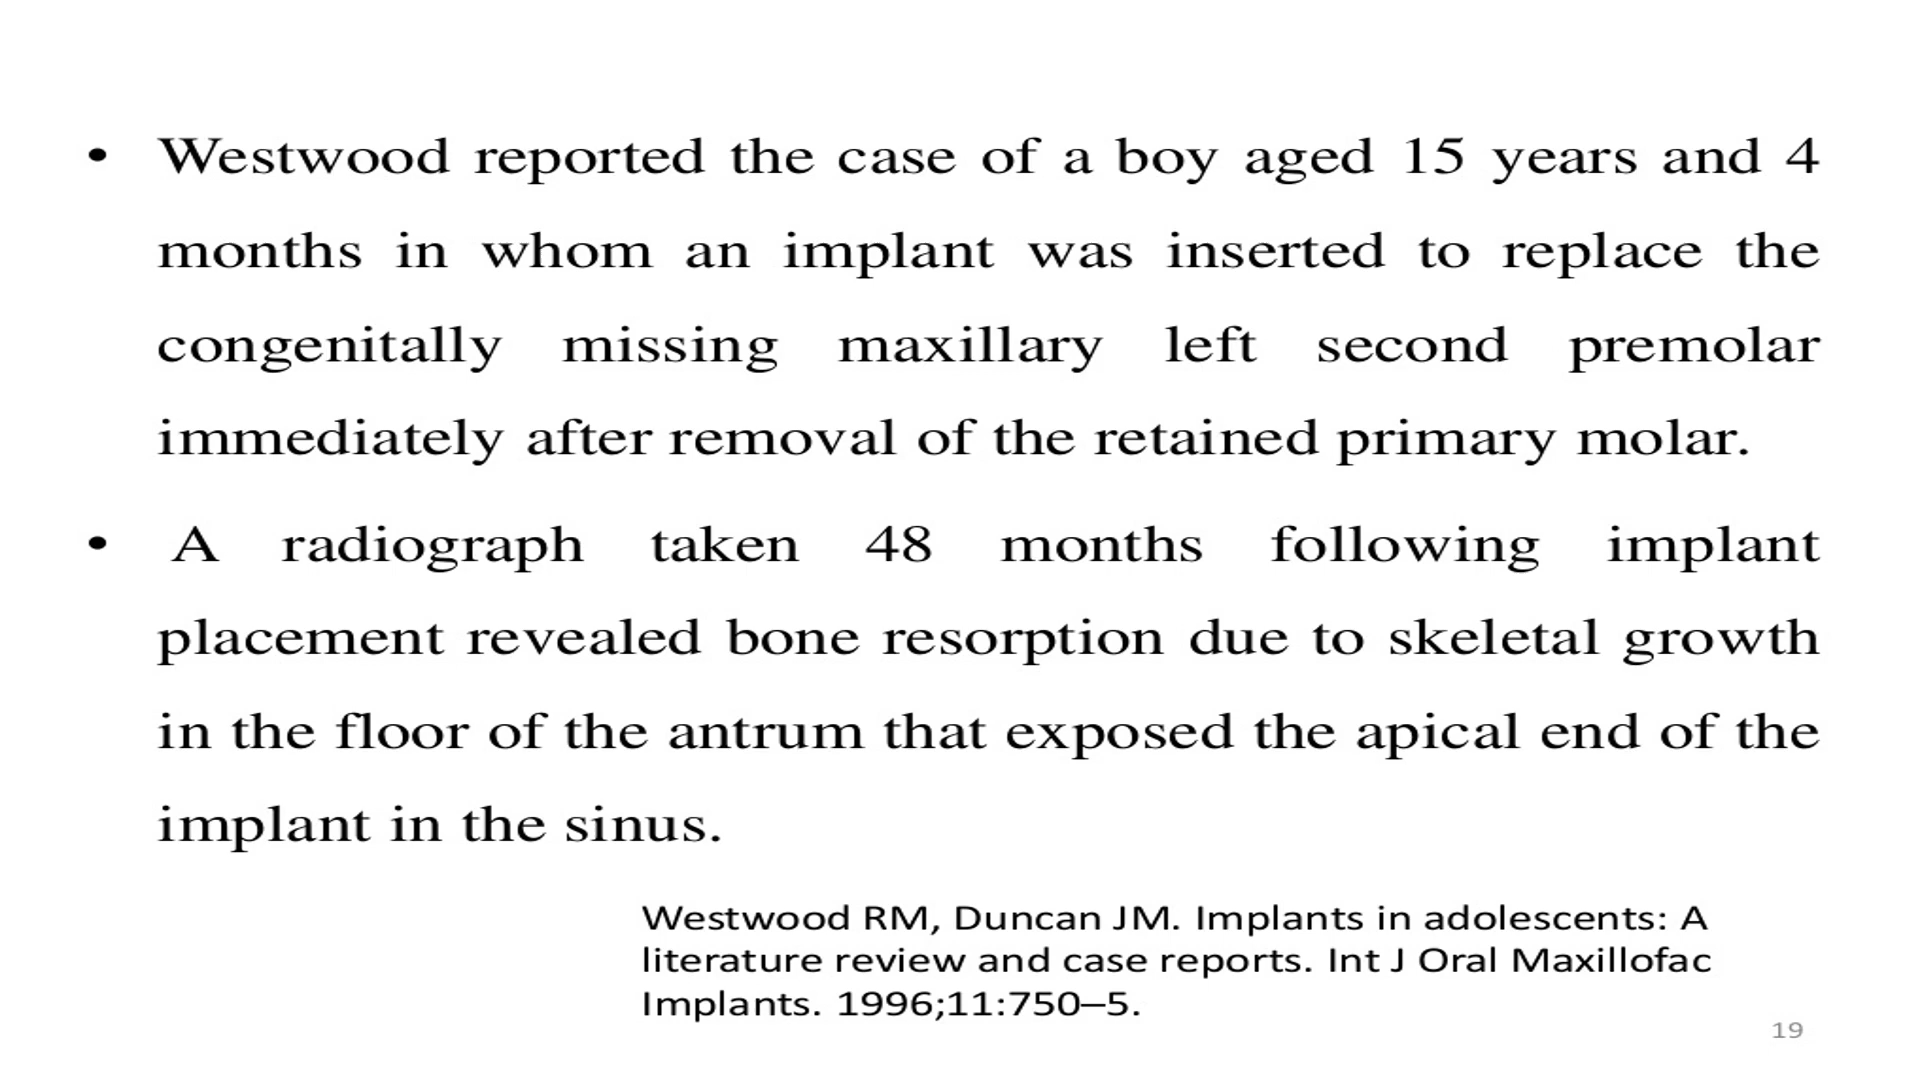 • Westwood reported the case of a boy aged 15 years and 4
months in whom an implant was inserted to replace the
congenitally missing maxillary left second premolar
immediately after removal of the retained primary molar.
• A radiograph taken 48 months following implant
placement revealed bone resorption due to skeletal growth
in the floor of the antrum that exposed the apical end of the
implant in the sinus.
Westwood RM, Duncan JM. Implants in adolescents: A
literature review and case reports. Int J Oral Maxillofac
Implants. 1996;11:750–5.
19